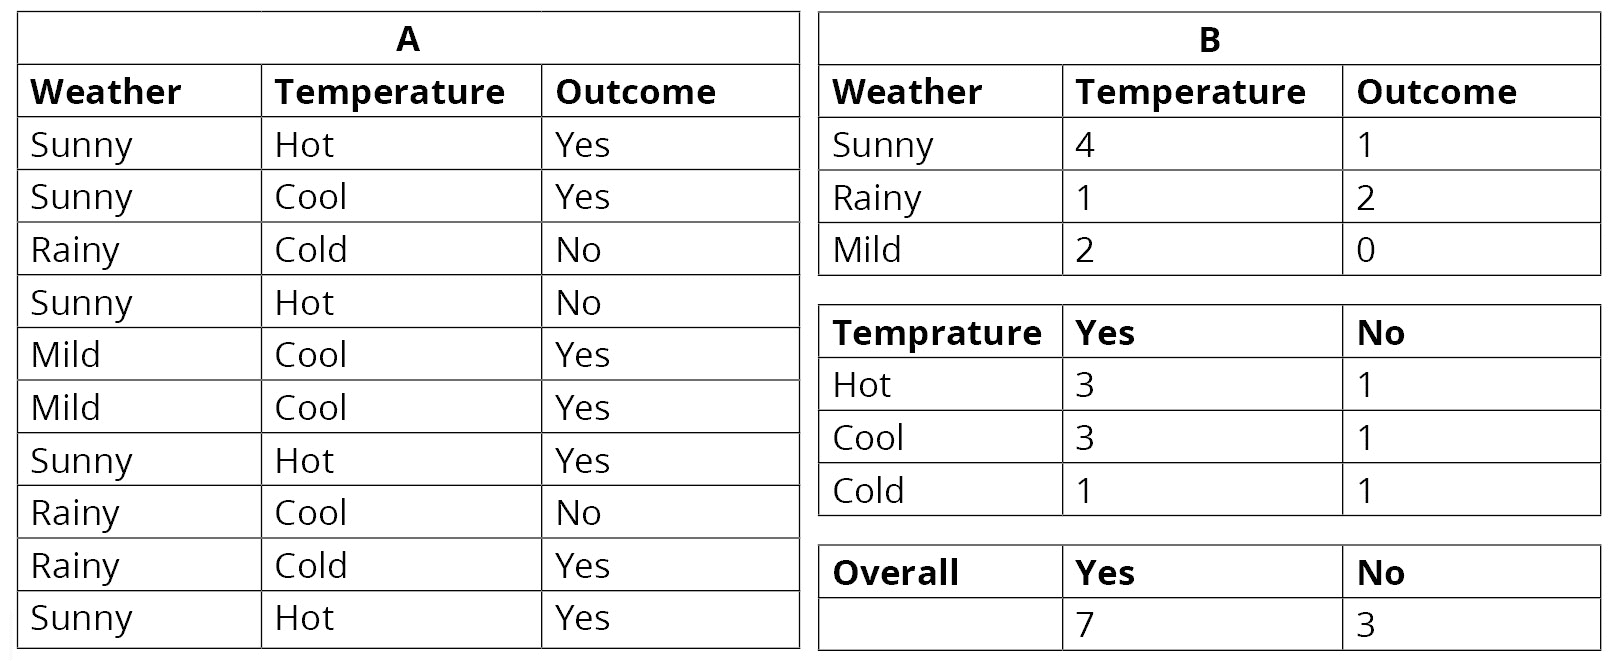 A
Weather Temperature Outcome
Sunny Hot Yes
Sunny Cool Yes
Rainy Cold No
Sunny Hot No
Mild Cool Yes
Mild Cool Yes
Sunny Hot Yes
Rainy Cool No
Rainy Cold Yes
Sunny Hot Yes
B
Weather Temperature Outcome
Sunny 4 1
Rainy 1 2
Mild 2 0
Temprature Yes No
Hot 3 1
Cool 3 1
Cold 1 1
Overall Yes No
7 3